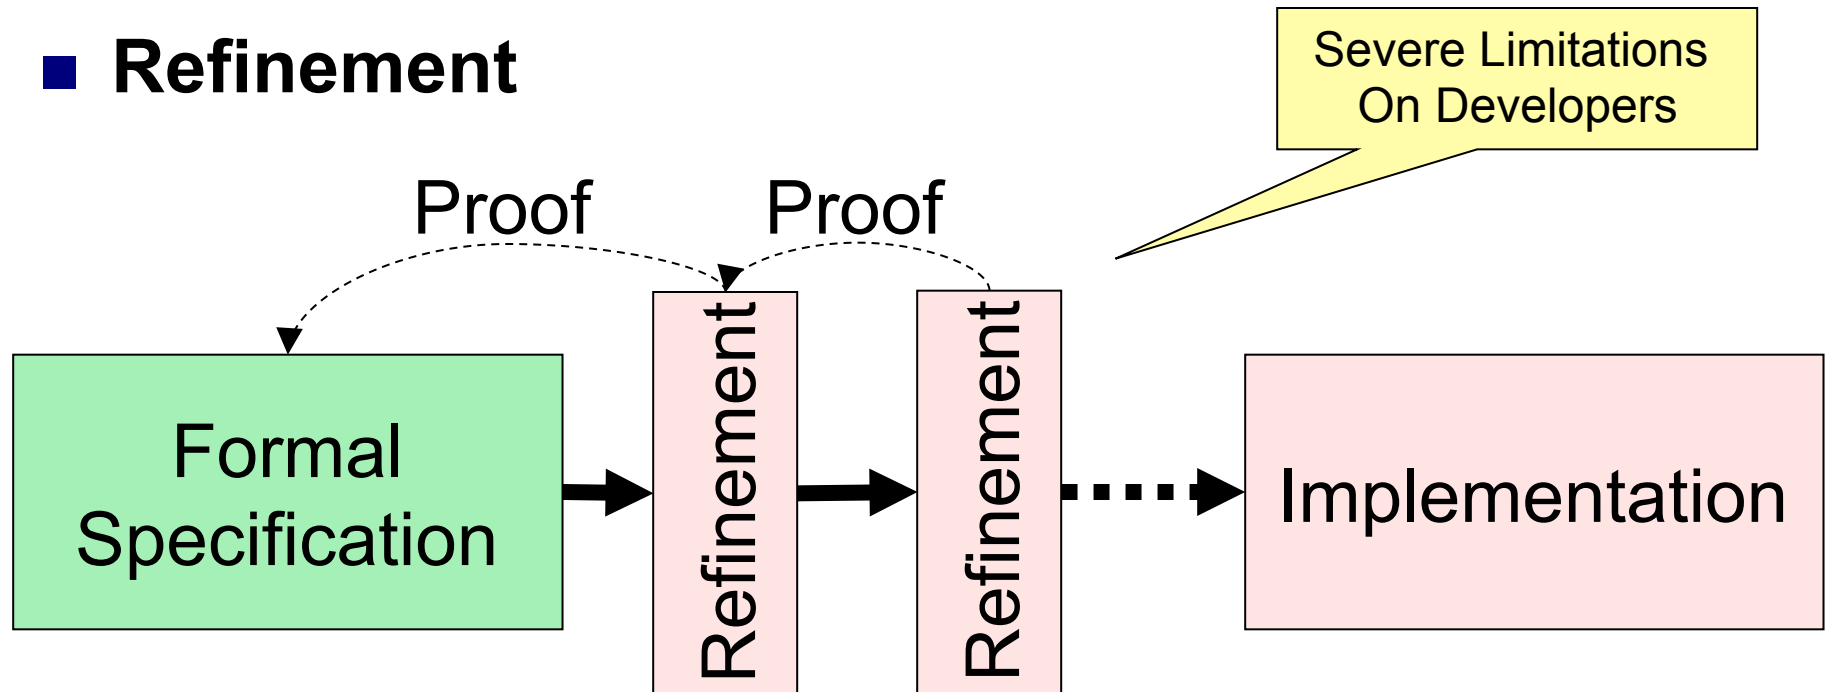 Refinement
Severe Limitations
On Developers
Proof
Proof
Formal
Specification
Refinement
Refinement
Implementation